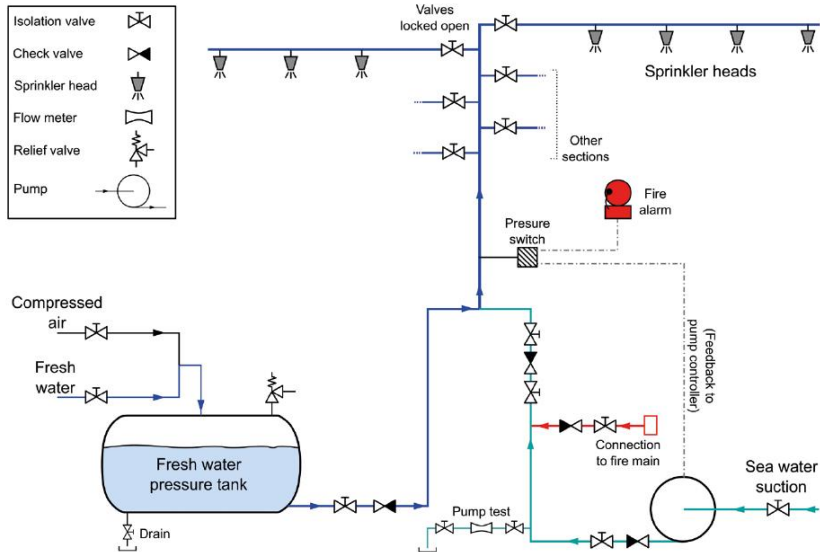 Isolation valve
Check valve
Sprinkler head
Flow meter
Relief valve
Pump
Valves
locked open
Sprinkler heads
Other
sections
Fire
alarm
Presure
switch
(Feedback to
pump controller)
Compressed
air
Fresh
water
Fresh water
pressure tank
Drain
Connection
to fire main
Pump test
Sea water
suction